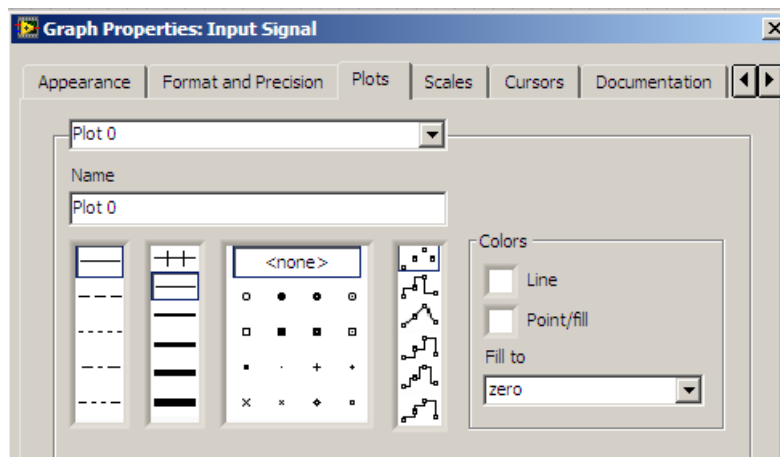 Graph Properties: Input Signal
Appearance Format and Precision Plots Scales Cursors Documentation
Plot 0
Name
Plot 0
<none>
Colors
Line
Point/fill
Fill to
zero